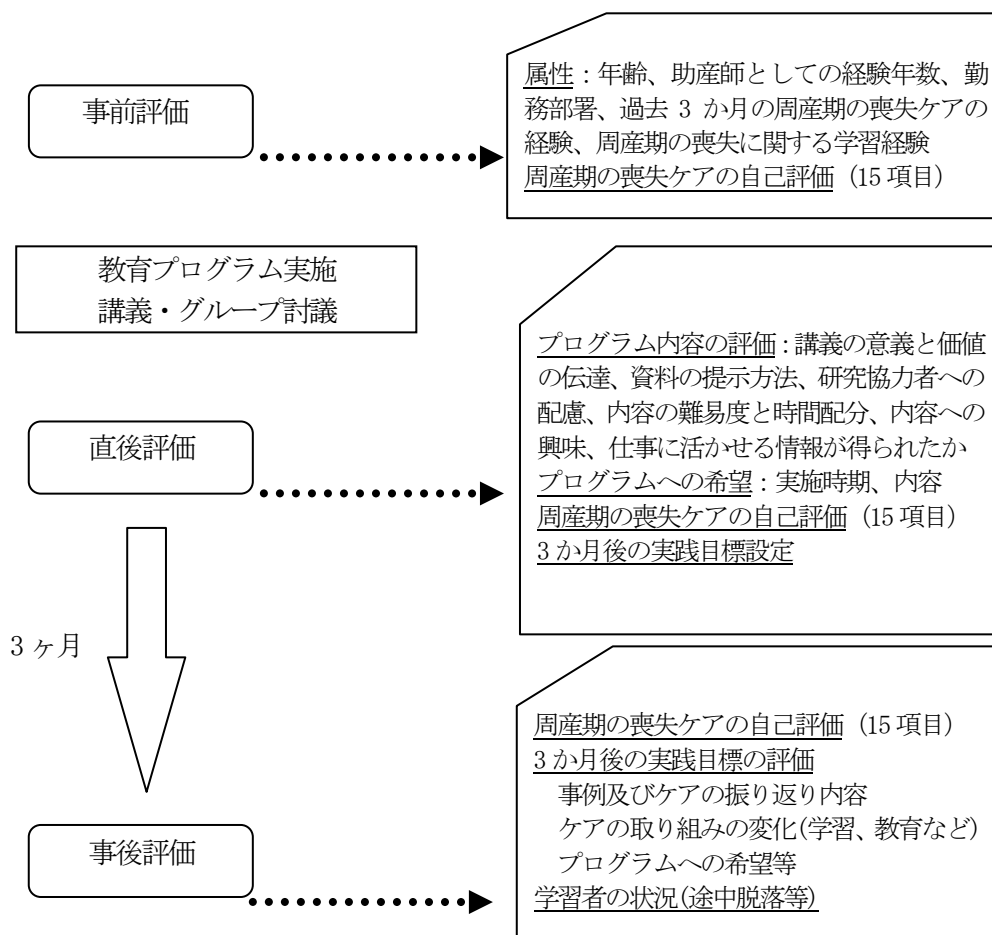 事前評価
属性：年齢、助産師としての経験年数、勤
務部署、過去 3 か月の周産期の喪失ケアの
経験、周産期の喪失に関する学習経験
周産期の喪失ケアの自己評価（15 項目）
教育プログラム実施
講義・グループ討議
直後評価
プログラム内容の評価：講義の意義と価値
の伝達、資料の提示方法、研究協力者への
配慮、内容の難易度と時間配分、内容への
興味、仕事に活かせる情報が得られたか
プログラムへの希望：実施時期、内容
周産期の喪失ケアの自己評価（15 項目）
3 か月後の実践目標設定
3 ヶ月
事後評価
周産期の喪失ケアの自己評価（15 項目）
3 か月後の実践目標の評価
事例及びケアの振り返り内容
ケアの取り組みの変化(学習、教育など)
プログラムへの希望等
学習者の状況(途中脱落等)